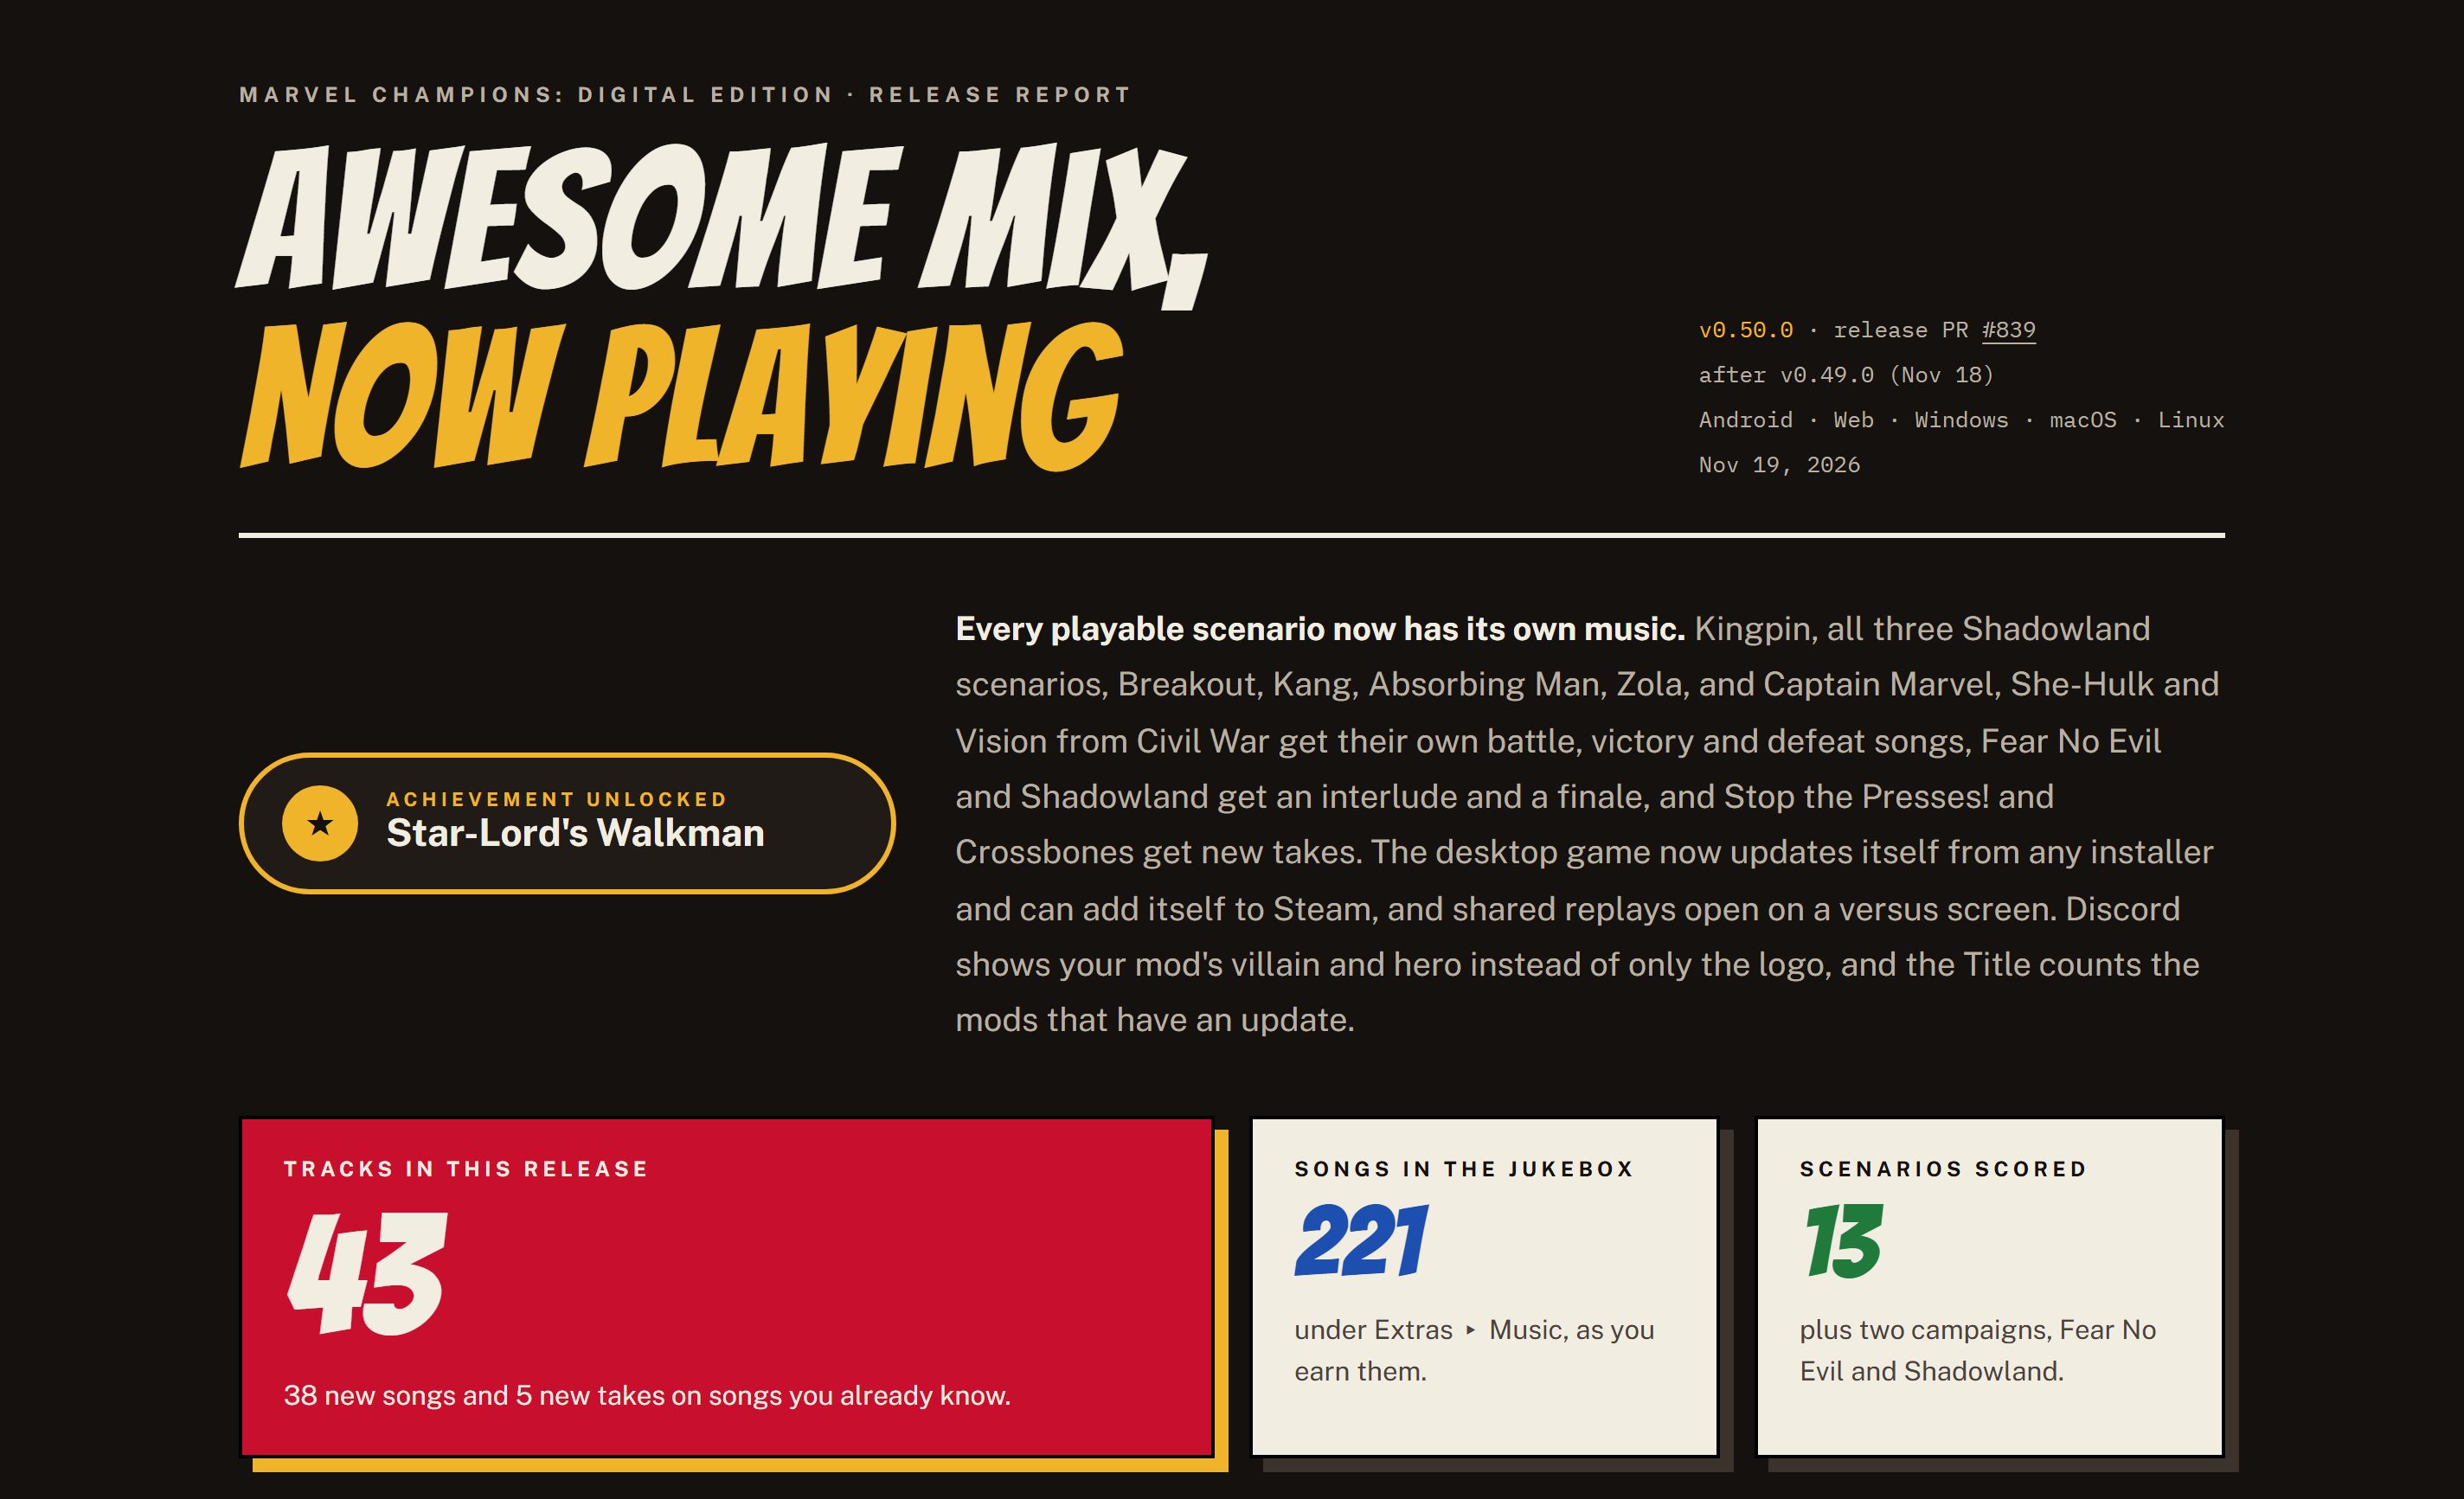 MARVEL CHAMPIONS: DIGITAL EDITION · RELEASE REPORT
AWESOME MIX,
NOW PLAYING
v0.50.0 · release PR #839
after v0.49.0 (Nov 18)
Android · Web · Windows · macOS · Linux
Nov 19, 2026
ACHIEVEMENT UNLOCKED
Star-Lord's Walkman
Every playable scenario now has its own music. Kingpin, all three Shadowland
scenarios, Breakout, Kang, Absorbing Man, Zola, and Captain Marvel, She-Hulk and
Vision from Civil War get their own battle, victory and defeat songs, Fear No Evil
and Shadowland get an interlude and a finale, and Stop the Presses! and
Crossbones get new takes. The desktop game now updates itself from any installer
and can add itself to Steam, and shared replays open on a versus screen. Discord
shows your mod's villain and hero instead of only the logo, and the Title counts the
mods that have an update.
TRACKS IN THIS RELEASE
43
38 new songs and 5 new takes on songs you already know.
SONGS IN THE JUKEBOX
221
under Extras ▸ Music, as you
earn them.
SCENARIOS SCORED
13
plus two campaigns, Fear No
Evil and Shadowland.